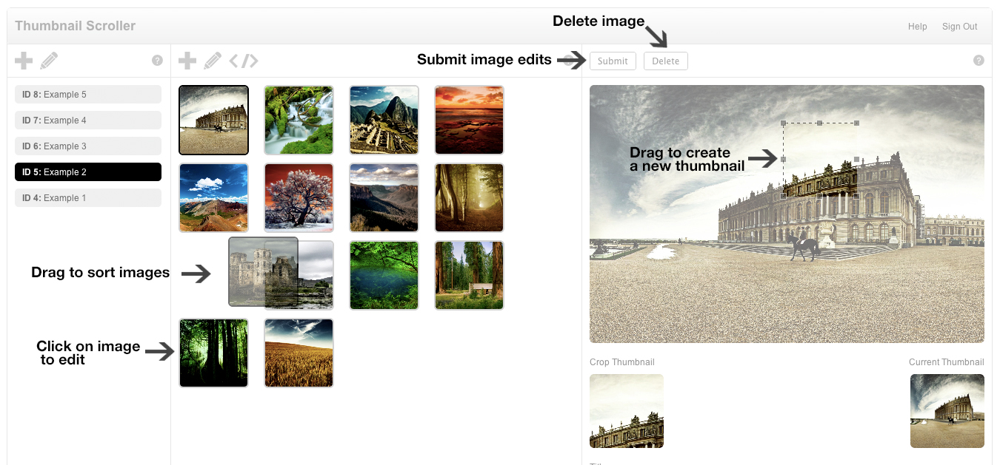 Delete image
Thumbnail Scroller
Help Sign Out
Submit image edits
Submit Delete
ID 8: Example 5
ID 7: Example 4
ID 6: Example 3
ID 5: Example 2
ID 4: Example 1
Drag to create
a new thumbnail
Drag to sort images
Click on image
to edit
Crop Thumbnail
Current Thumbnail